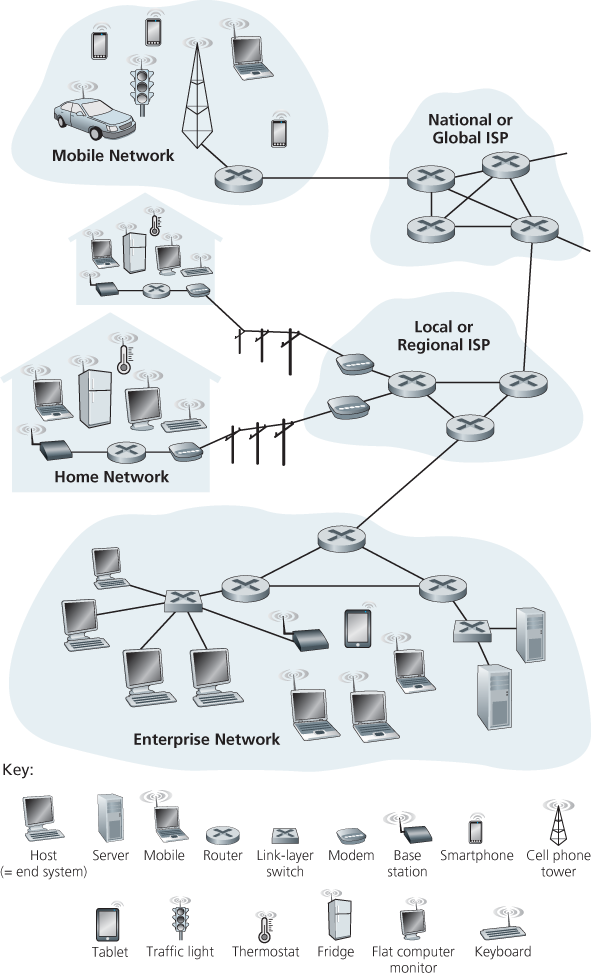 National or
Global ISP
Mobile Network
Local or
Regional ISP
Home Network
Enterprise Network
Key:
Host
(= end system)
Server
Mobile
Router
Link-layer
switch
Modem
Base
station
Smartphone
Cell phone
tower
Tablet
Traffic light
Thermostat
Fridge
Flat computer
monitor
Keyboard